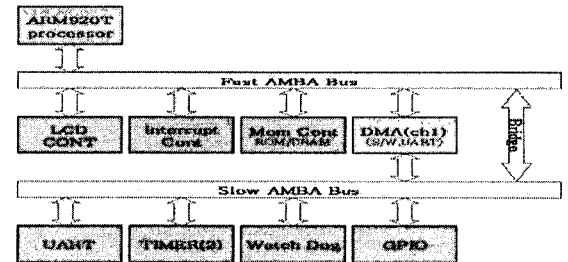 ARM920T
processor
Fast AMBA Bus
LCD
CONT
Interrupt
Cont
Mem Cont
ROM/DRAM
DMA(ch1)
(S/W,UART)
Bridge
Slow AMBA Bus
UART
TIMER(2)
Watch Dog
GPIO